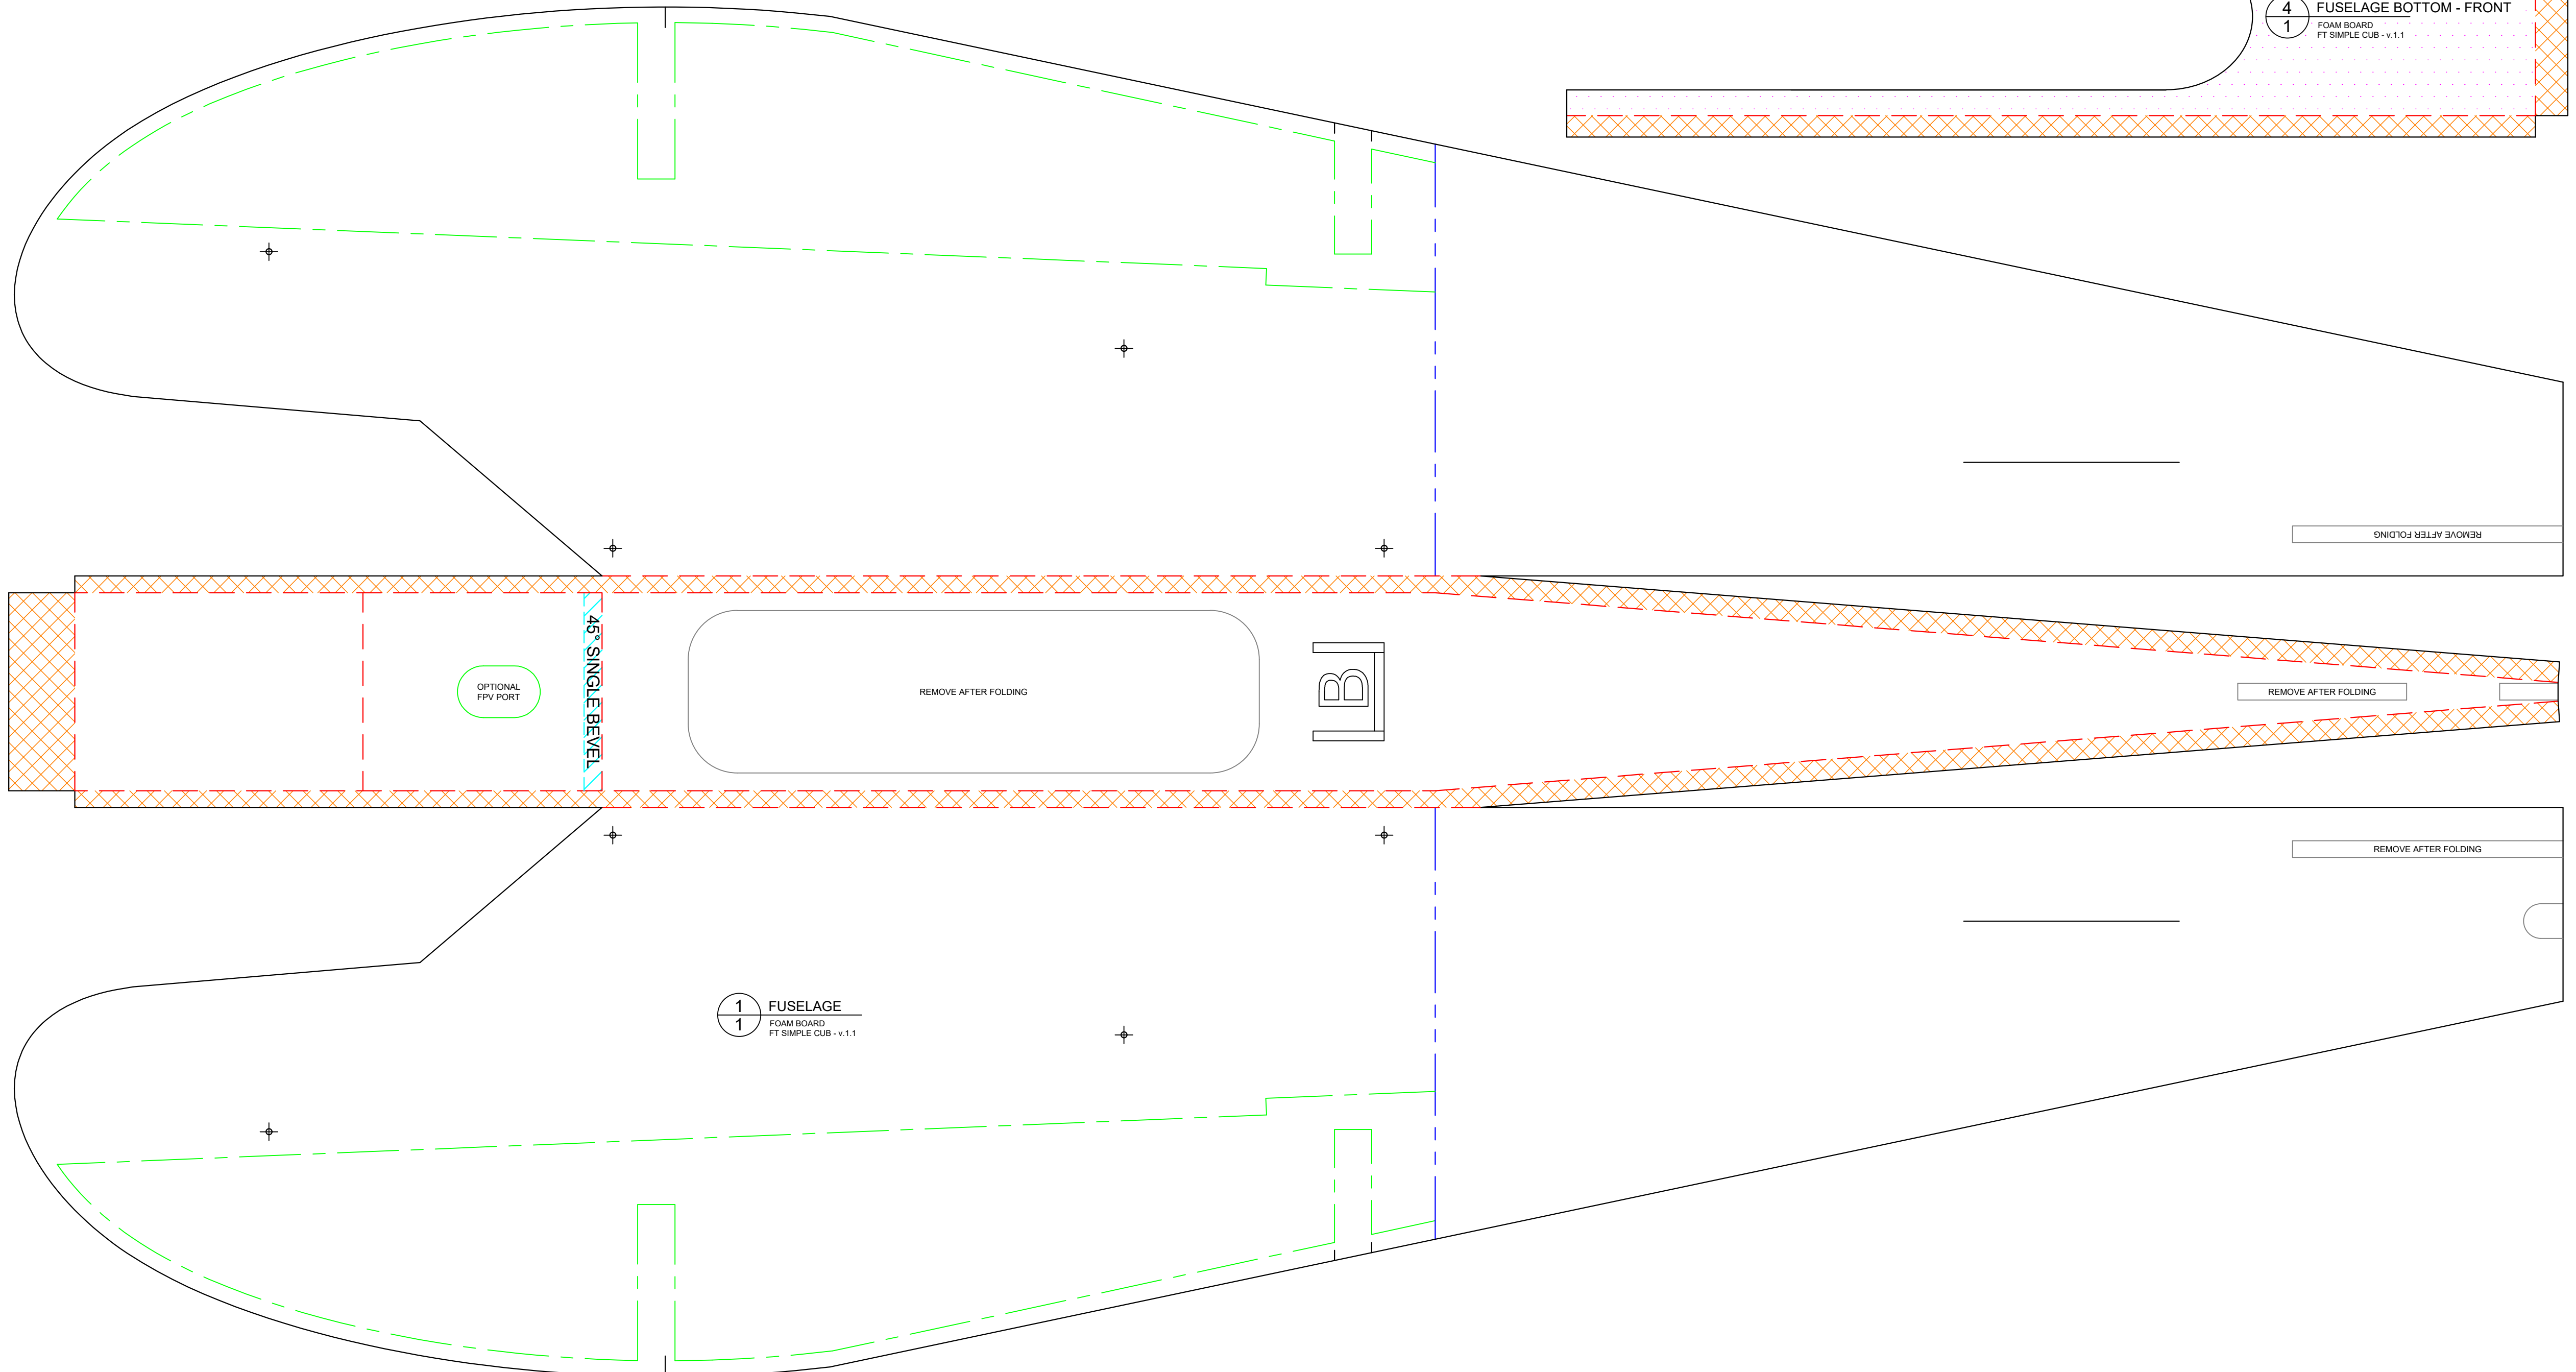 4
1
FUSELAGE BOTTOM - FRONT
FOAM BOARD
FT SIMPLE CUB - v.1.1
REMOVE AFTER FOLDING
OPTIONAL
FPV PORT
45° SINGLE BEVEL
REMOVE AFTER FOLDING
B
REMOVE AFTER FOLDING
REMOVE AFTER FOLDING
1
1
FUSELAGE
FOAM BOARD
FT SIMPLE CUB - v.1.1